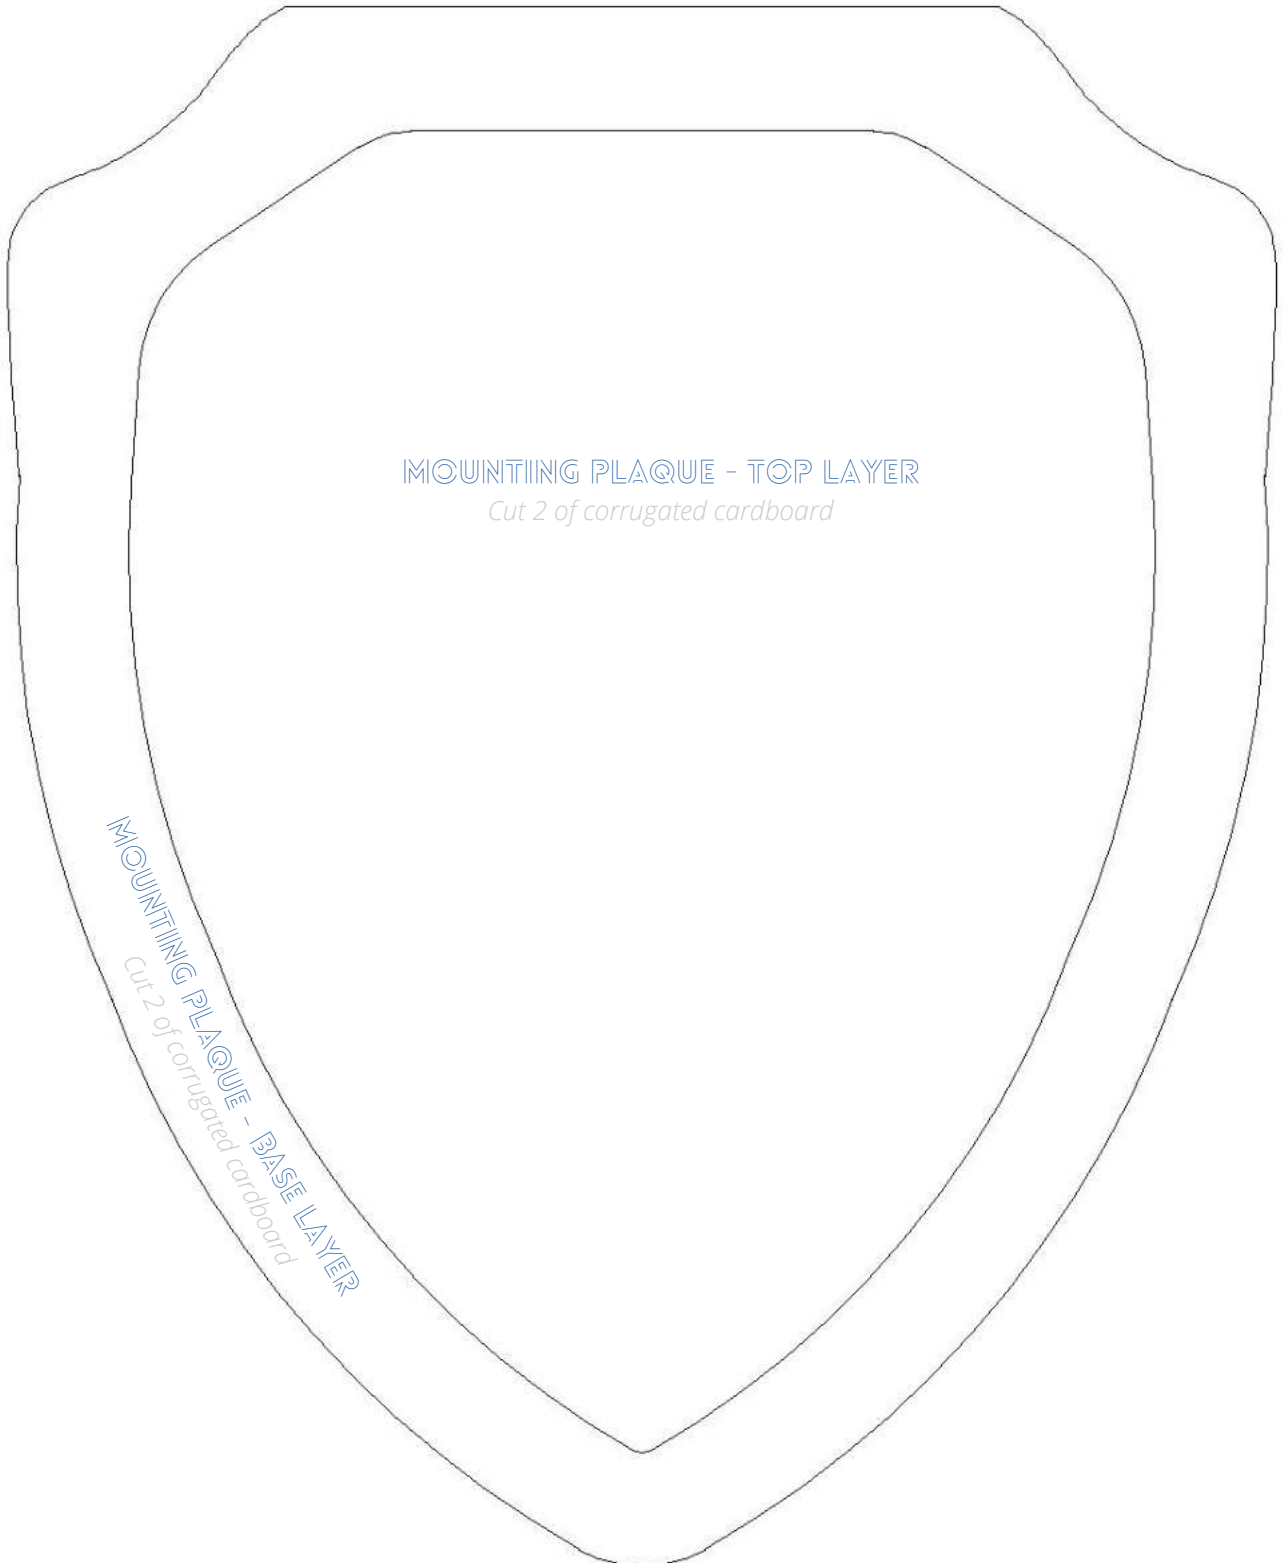 MOUNTING PLAQUE - TOP LAYER
Cut 2 of corrugated cardboard
MOUNTING PLAQUE - BASE LAYER
Cut 2 of corrugated cardboard